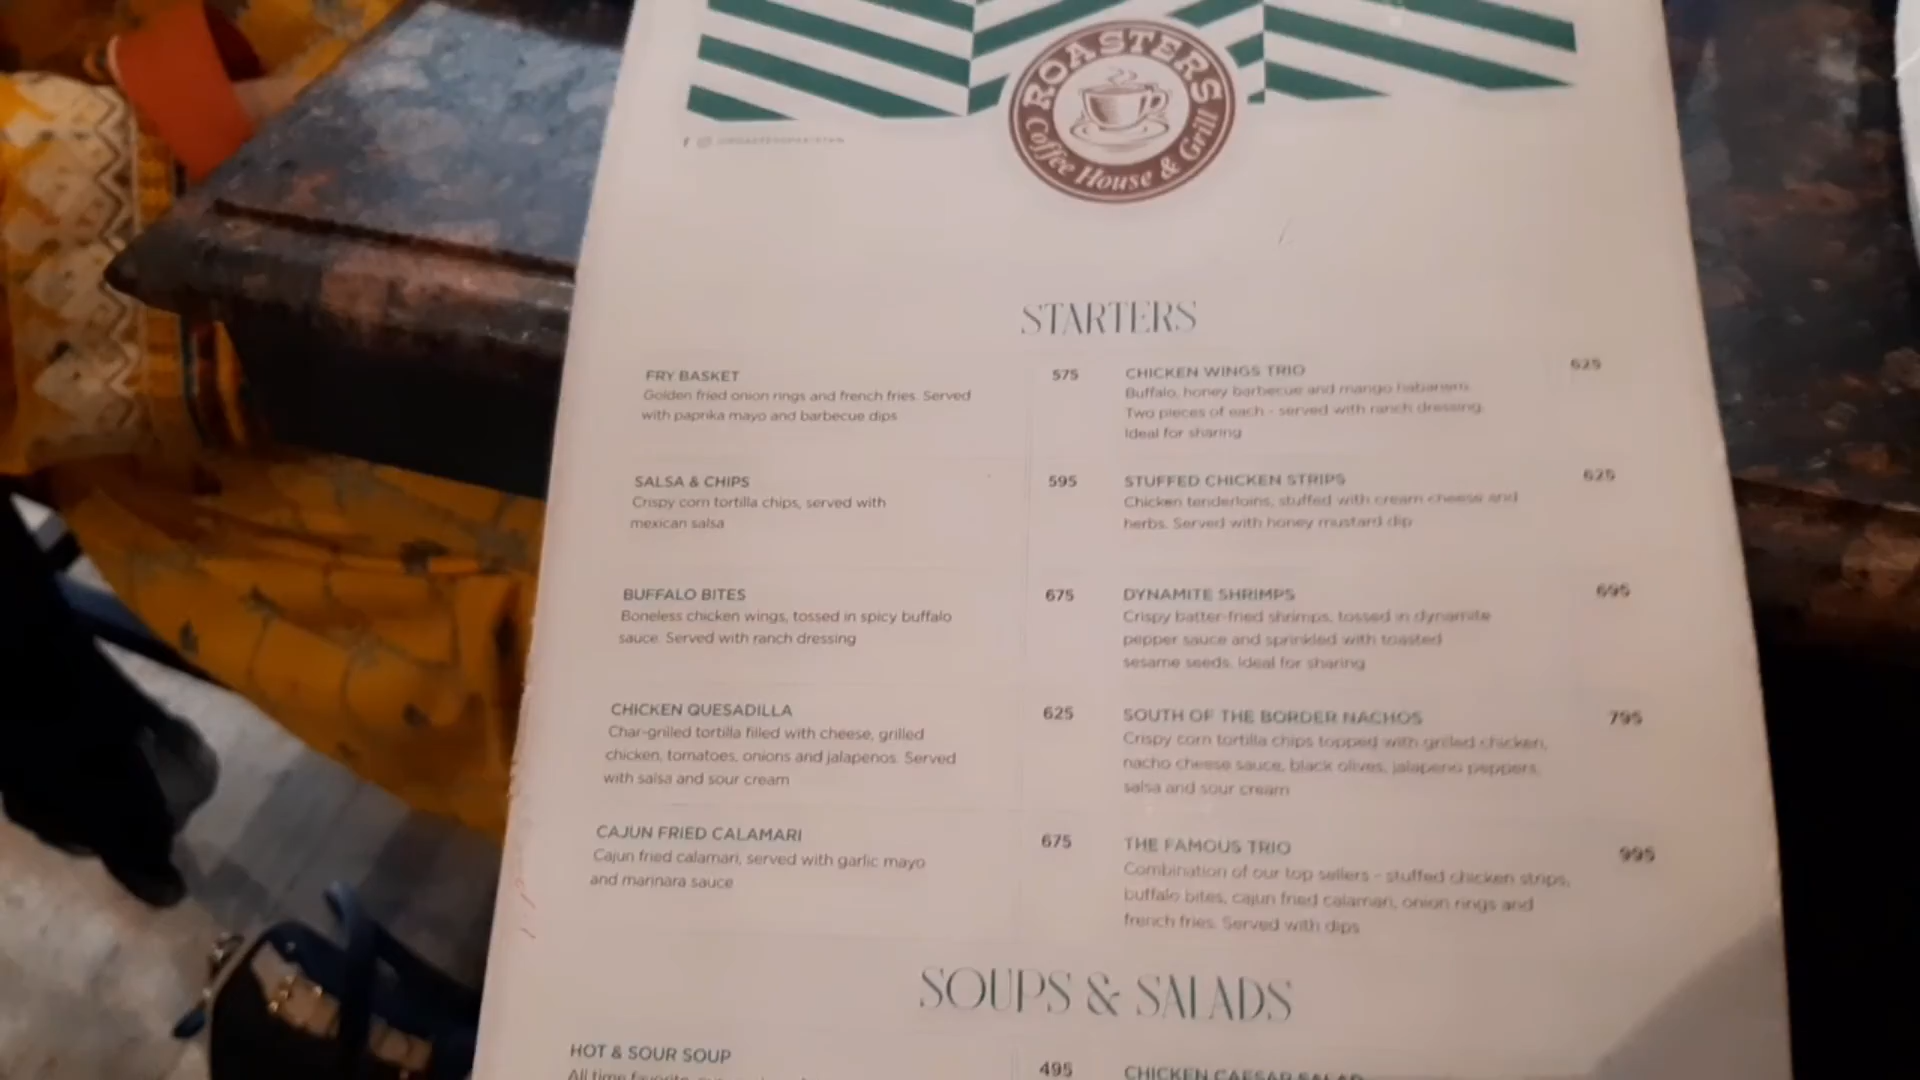 ROASTERS
Coffee House & Grill
STARTERS
FRY BASKET 575
Golden fried onion rings and french fries. Served
with paprika mayo and barbecue dips
SALSA & CHIPS 595
Crispy corn tortilla chips, served with
mexican salsa
BUFFALO BITES 675
Boneless chicken wings, tossed in spicy buffalo
sauce. Served with ranch dressing
CHICKEN QUESADILLA 625
Char-grilled tortilla filled with cheese, grilled
chicken, tomatoes, onions and jalapenos. Served
with salsa and sour cream
CAJUN FRIED CALAMARI 675
Cajun fried calamari, served with garlic mayo
and marinara sauce
CHICKEN WINGS TRIO 625
Buffalo, honey barbecue and mango habanero.
Two pieces of each - served with ranch dressing.
Ideal for sharing
STUFFED CHICKEN STRIPS 625
Chicken tenderloins, stuffed with cream cheese and
herbs. Served with honey mustard dip
DYNAMITE SHRIMPS 695
Crispy batter-fried shrimps, tossed in dynamite
pepper sauce and sprinkled with toasted
sesame seeds. Ideal for sharing
SOUTH OF THE BORDER NACHOS 795
Crispy corn tortilla chips topped with grilled chicken,
nacho cheese sauce, black olives, jalapeno peppers,
salsa and sour cream
THE FAMOUS TRIO 995
Combination of our top sellers - stuffed chicken strips,
buffalo bites, cajun fried calamari, onion rings and
french fries. Served with dips
SOUPS & SALADS
HOT & SOUR SOUP 495
All time
CHICKEN CAESAR SALAD